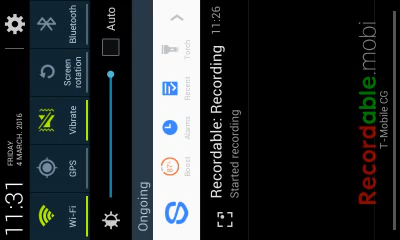 11:31
FRIDAY
4 MARCH, 2016
Wi-Fi
GPS
Vibrate
Screen
rotation
Bluetooth
Auto
Ongoing
87%
Boost
Alarms
Recent
Torch
Recordable: Recording
11:26
Started recording
Recordable.mobi
T-Mobile CG